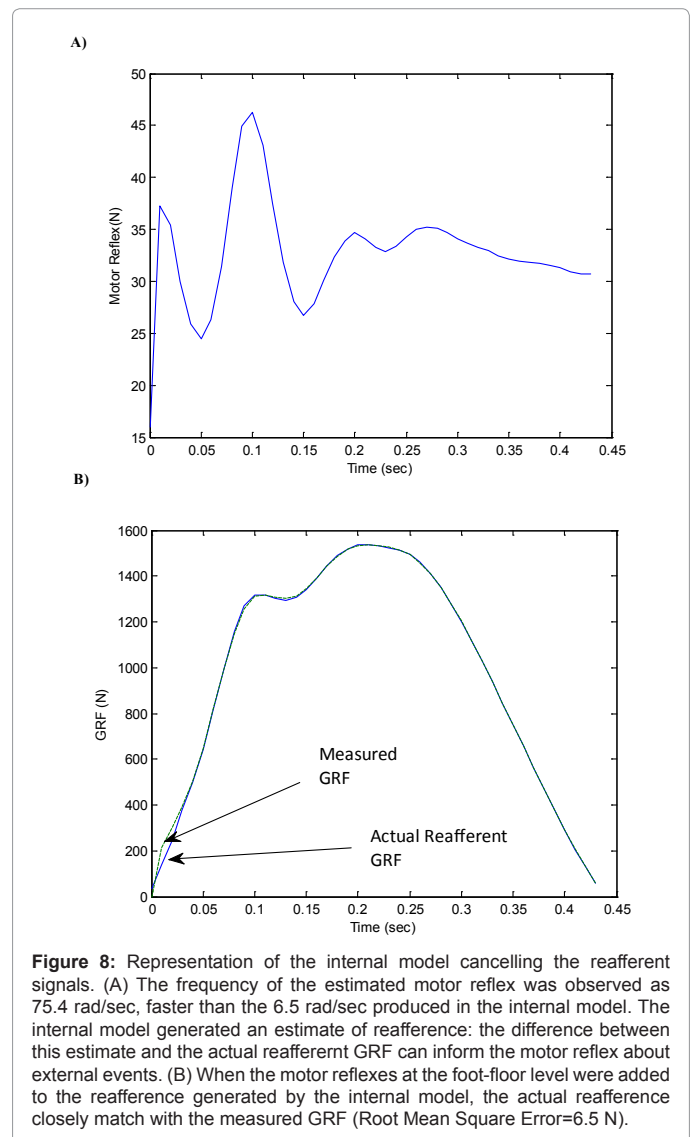 A)
50
45
40
35
30
25
20
15
Motor Reflex(N)
0 0.05 0.1 0.15 0.2 0.25 0.3 0.35 0.4 0.45
Time (sec)
B)
1600
1400
1200
1000
800
600
400
200
0
GRF (N)
Measured
GRF
Actual Reafferent
GRF
0 0.05 0.1 0.15 0.2 0.25 0.3 0.35 0.4 0.45
Time (sec)
Figure 8: Representation of the internal model cancelling the reafferent
signals. (A) The frequency of the estimated motor reflex was observed as
75.4 rad/sec, faster than the 6.5 rad/sec produced in the internal model. The
internal model generated an estimate of reafference: the difference between
this estimate and the actual reafferernt GRF can inform the motor reflex about
external events. (B) When the motor reflexes at the foot-floor level were added
to the reafference generated by the internal model, the actual reafference
closely match with the measured GRF (Root Mean Square Error=6.5 N).